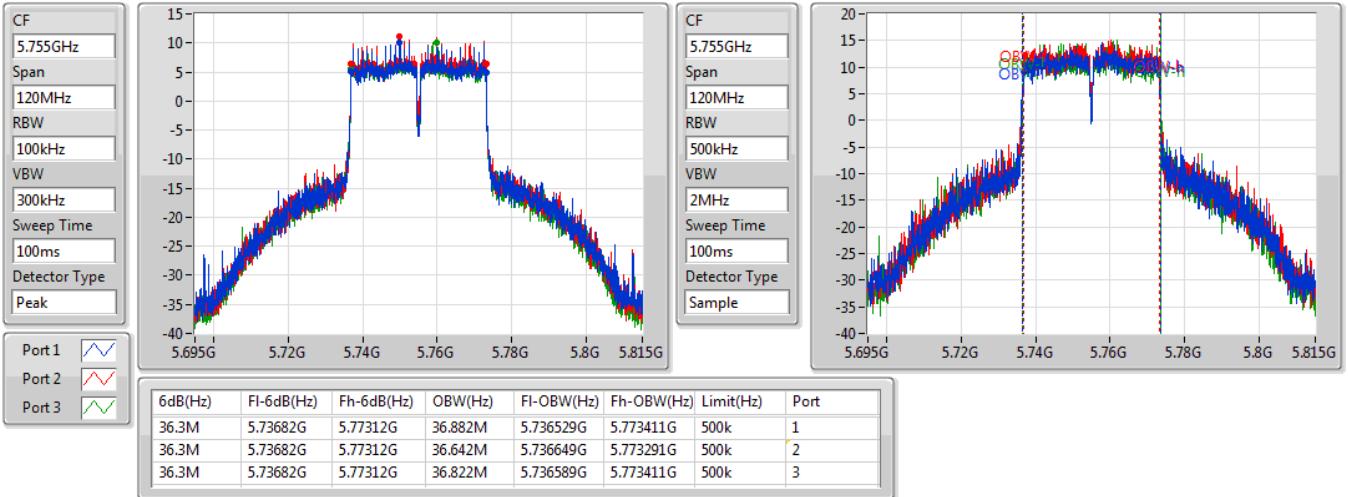 CF
5.755GHz
Span
120MHz
RBW
100kHz
VBW
300kHz
Sweep Time
100ms
Detector Type
Peak
15
10
5
0
-5
-10
-15
-20
-25
-30
-35
-40
5.695G 5.72G 5.74G 5.76G 5.78G 5.8G 5.815G
CF
5.755GHz
Span
120MHz
RBW
500kHz
VBW
2MHz
Sweep Time
100ms
Detector Type
Sample
20
15
10
5
0
-5
-10
-15
-20
-25
-30
-35
-40
5.695G 5.72G 5.74G 5.76G 5.78G 5.8G 5.815G
Port 1
Port 2
Port 3
6dB(Hz) Fl-6dB(Hz) Fh-6dB(Hz) OBW(Hz) Fl-OBW(Hz) Fh-OBW(Hz) Limit(Hz) Port
36.3M 5.73682G 5.77312G 36.882M 5.736529G 5.773411G 500k 1
36.3M 5.73682G 5.77312G 36.642M 5.736649G 5.773291G 500k 2
36.3M 5.73682G 5.77312G 36.822M 5.736589G 5.773411G 500k 3